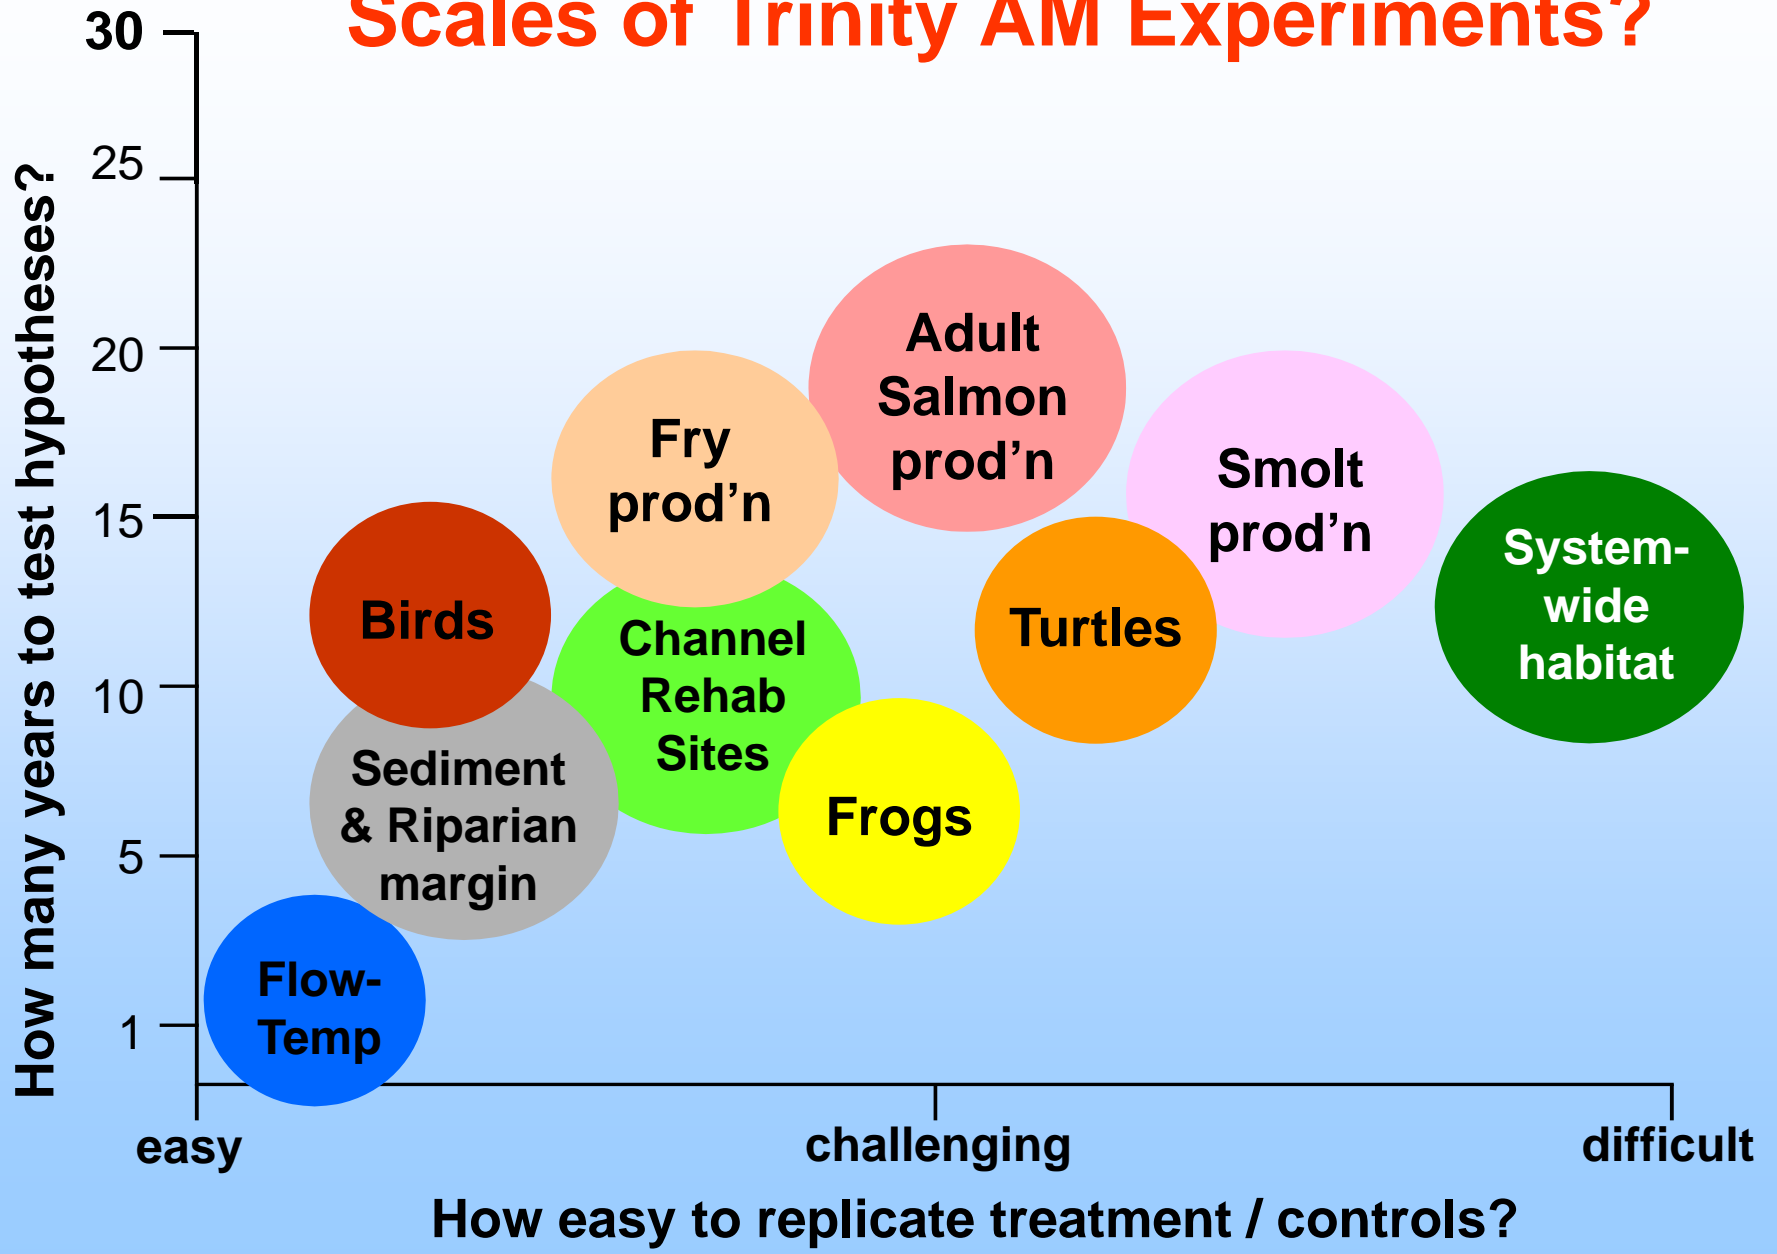 Scales of Trinity AM Experiments?
How many years to test hypotheses?
30
25
20
15
10
5
1
Adult
Salmon
prod’n
Fry
prod’n
Smolt
prod’n
System-
wide
habitat
Birds
Channel
Rehab
Sites
Turtles
Sediment
& Riparian
margin
Frogs
Flow-
Temp
easy
challenging
difficult
How easy to replicate treatment / controls?